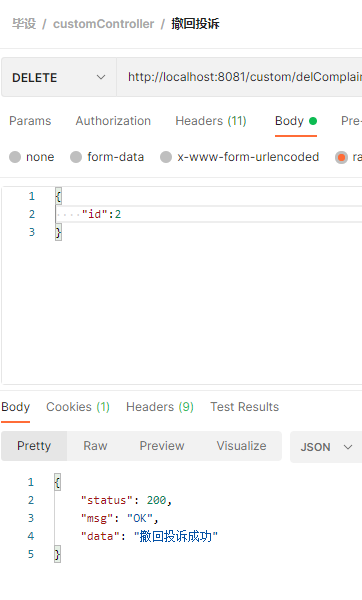 毕设 / customController / 撤回投诉
DELETE http://localhost:8081/custom/delComplain
Params Authorization Headers (11) Body Pre-
none form-data x-www-form-urlencoded ra
1 {
2 ····"id":2
3 }
Body Cookies (1) Headers (9) Test Results
Pretty Raw Preview Visualize JSON
1 {
2 "status": 200,
3 "msg": "OK",
4 "data": "撤回投诉成功"
5 }